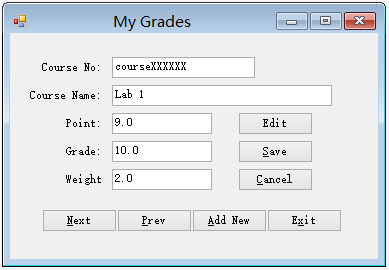 My Grades
Course No: courseXXXXXX
Course Name: Lab 1
Point: 9.0 Edit
Grade: 10.0 Save
Weight 2.0 Cancel
Next Prev Add New Exit